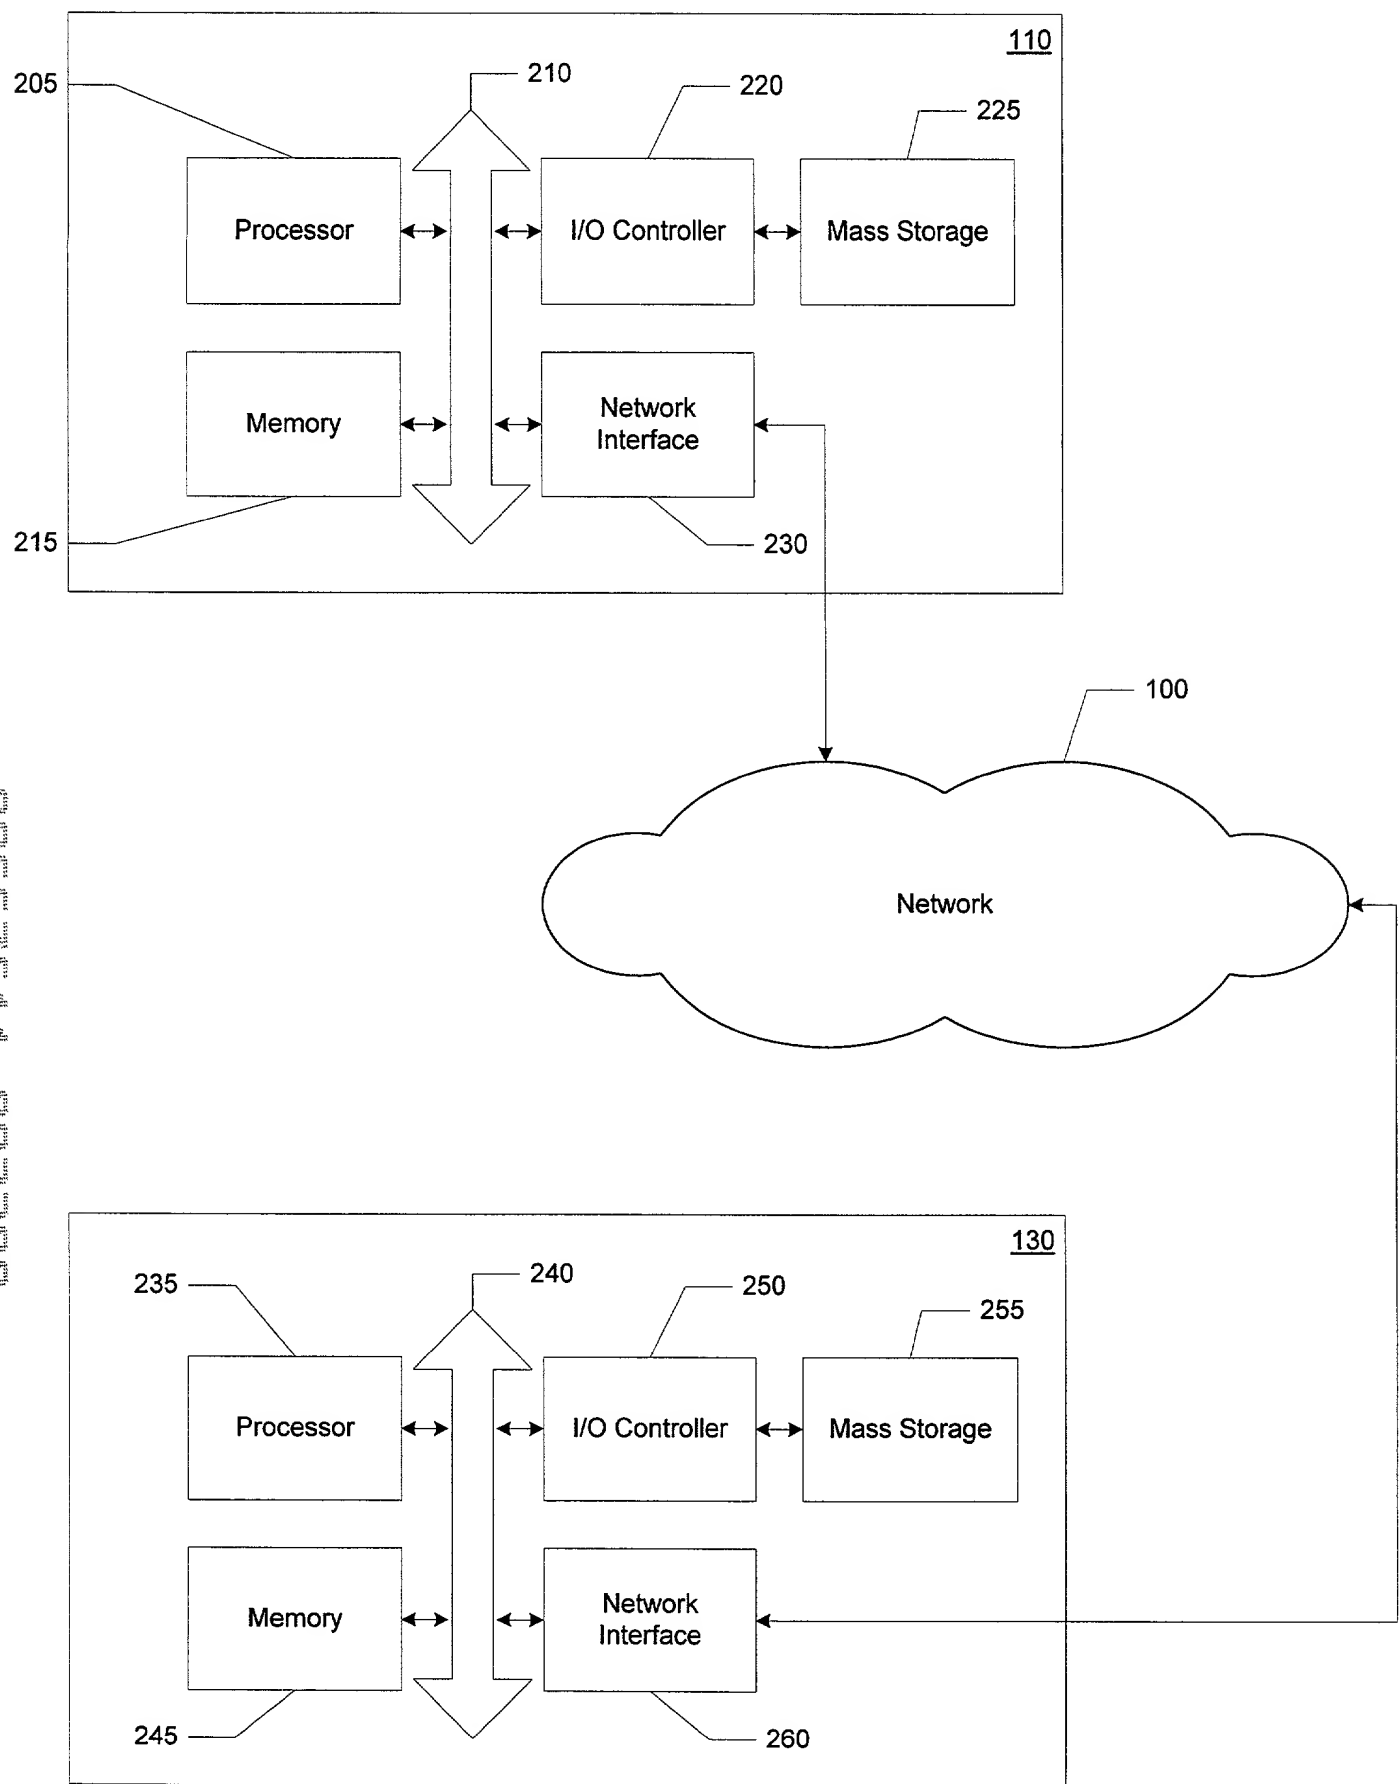 110
205
210
220
225
Processor
I/O Controller
Mass Storage
Memory
Network
Interface
215
230
100
Network
130
235
240
250
255
Processor
I/O Controller
Mass Storage
Memory
Network
Interface
245
260